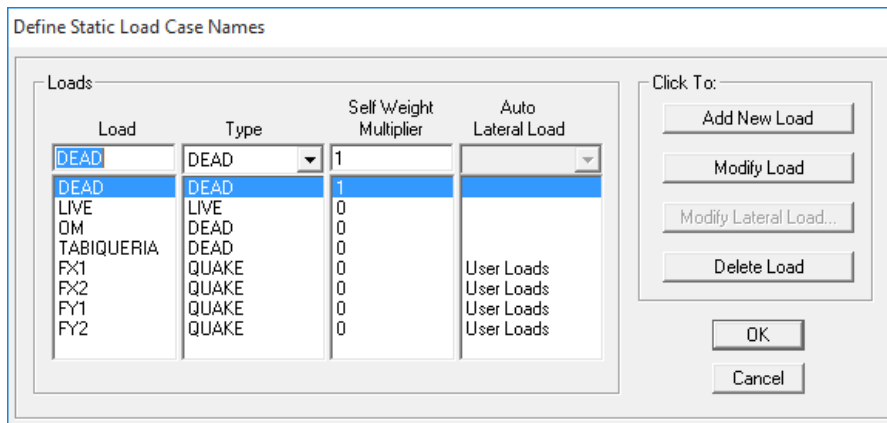 Define Static Load Case Names
Loads
Load Type Self Weight Multiplier Auto Lateral Load
DEAD DEAD 1
DEAD DEAD 1
LIVE LIVE 0
OM DEAD 0
TABIQUERIA DEAD 0
FX1 QUAKE 0 User Loads
FX2 QUAKE 0 User Loads
FY1 QUAKE 0 User Loads
FY2 QUAKE 0 User Loads
Click To:
Add New Load
Modify Load
Modify Lateral Load...
Delete Load
OK
Cancel